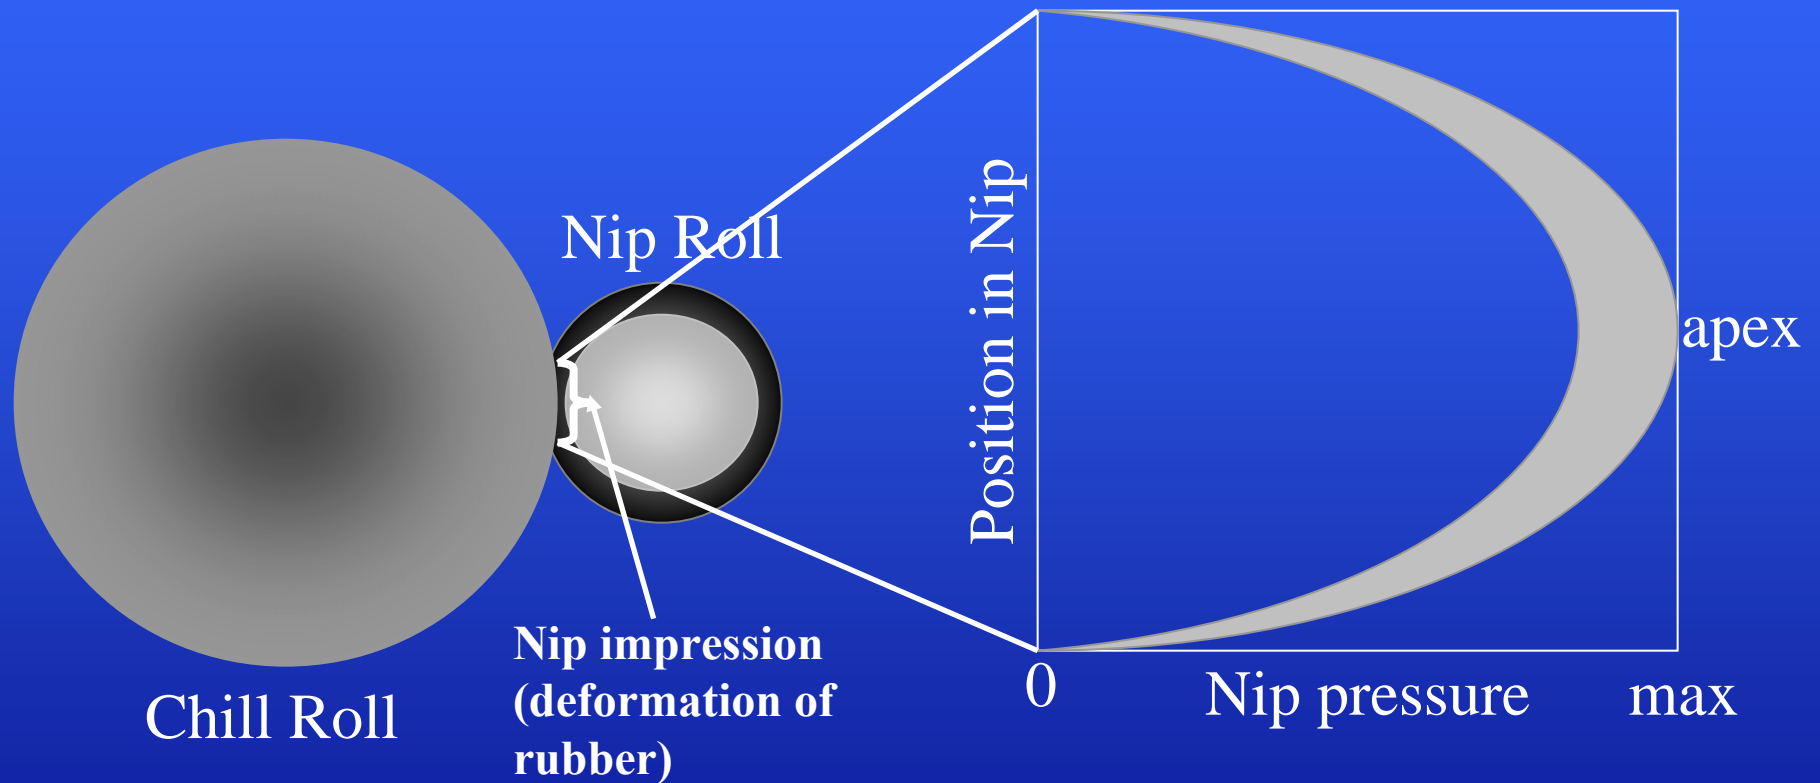 Nip Roll
Chill Roll
Nip impression
(deformation of
rubber)
Position in Nip
apex
0
Nip pressure
max